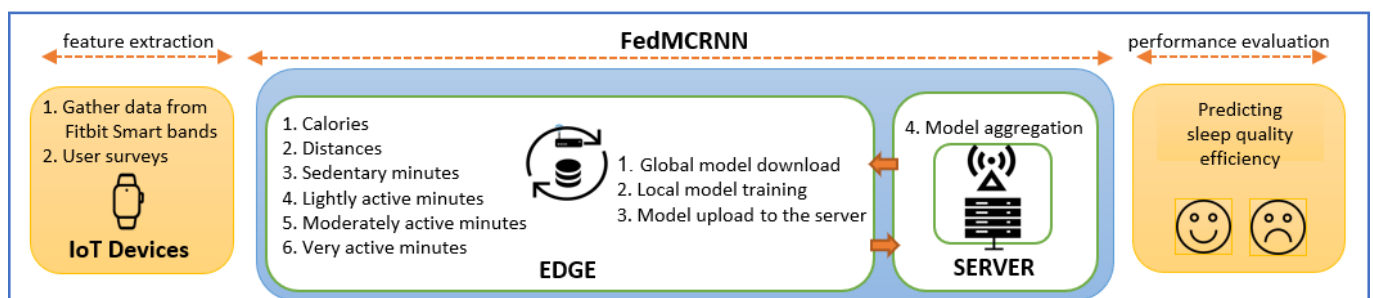 feature extraction
FedMCRNN
performance evaluation
1. Gather data from
Fitbit Smart bands
2. User surveys
IoT Devices
1. Calories
2. Distances
3. Sedentary minutes
4. Lightly active minutes
5. Moderately active minutes
6. Very active minutes
1. Global model download
2. Local model training
3. Model upload to the server
EDGE
4. Model aggregation
SERVER
Predicting
sleep quality
efficiency